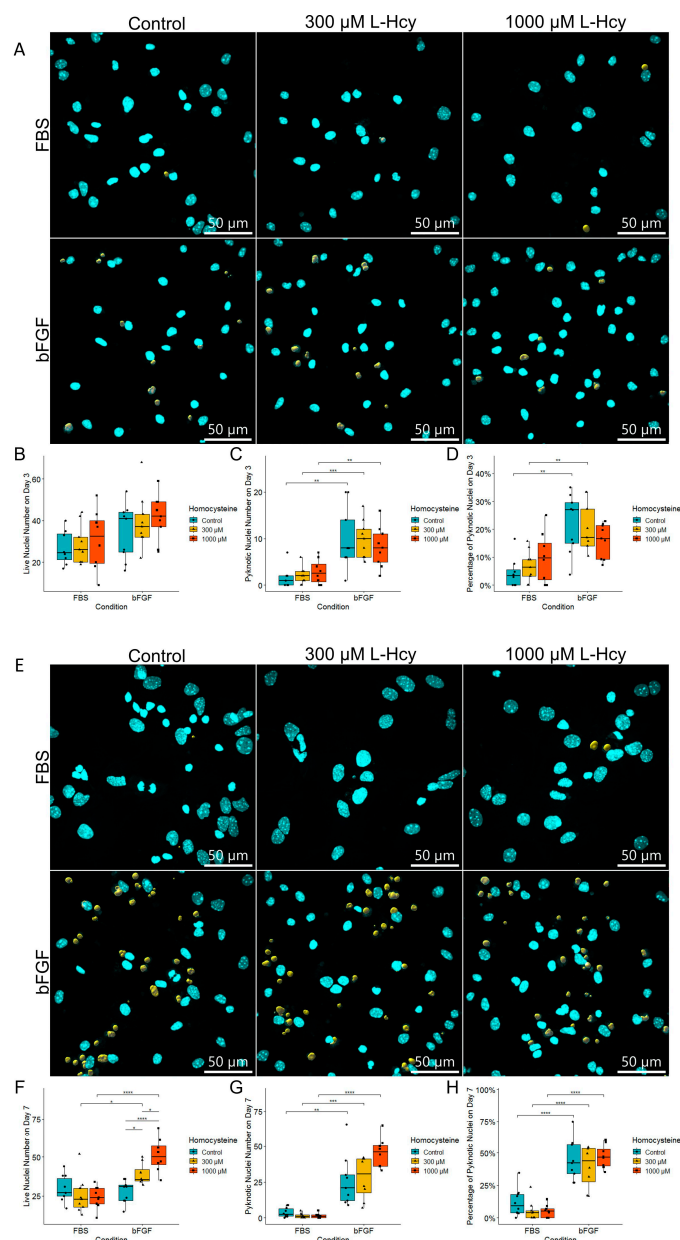 Control 300 µM L-Hcy 1000 µM L-Hcy
A
FBS
50 µm 50 µm 50 µm
bFGF
50 µm 50 µm 50 µm
B
Live Nuclei Number on Day 3
60
40
20
FBS bFGF
Condition
Homocysteine
Control
300 µM
1000 µM
C
** *** **
Pyknotic Nuclei Number on Day 3
20
10
0
FBS bFGF
Condition
Homocysteine
Control
300 µM
1000 µM
D
** **
Percentage of Pyknotic Nuclei on Day 3
40%
30%
20%
10%
0%
FBS bFGF
Condition
Homocysteine
Control
300 µM
1000 µM
E
Control 300 µM L-Hcy 1000 µM L-Hcy
FBS
50 µm 50 µm 50 µm
bFGF
50 µm 50 µm 50 µm
F
****
*
****
*
*
Live Nuclei Number on Day 7
75
50
25
FBS bFGF
Condition
Homocysteine
Control
300 µM
1000 µM
G
****
***
**
Pyknotic Nuclei Number on Day 7
75
50
25
0
FBS bFGF
Condition
Homocysteine
Control
300 µM
1000 µM
H
****
****
****
Percentage of Pyknotic Nuclei on Day 7
100%
75%
50%
25%
0%
FBS bFGF
Condition
Homocysteine
Control
300 µM
1000 µM